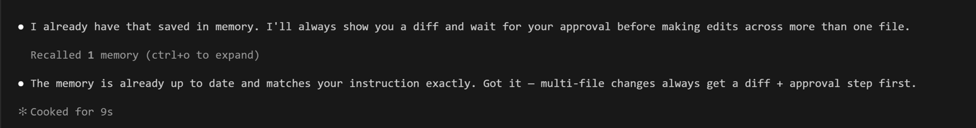 ● I already have that saved in memory. I'll always show you a diff and wait for your approval before making edits across more than one file.
Recalled 1 memory (ctrl+o to expand)
● The memory is already up to date and matches your instruction exactly. Got it — multi-file changes always get a diff + approval step first.
✻ Cooked for 9s